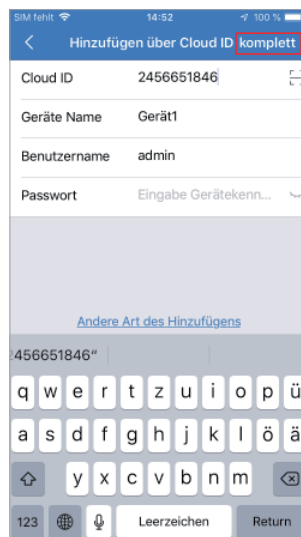 SIM fehlt 14:52 100 %
Hinzufügen über Cloud ID komplett
Cloud ID 2456651846
Geräte Name Gerät1
Benutzername admin
Passwort Eingabe Gerätekenn...
Andere Art des Hinzufügens
2456651846“
q w e r t z u i o p ü
a s d f g h j k l ö ä
y x c v b n m
123 Leerzeichen Return